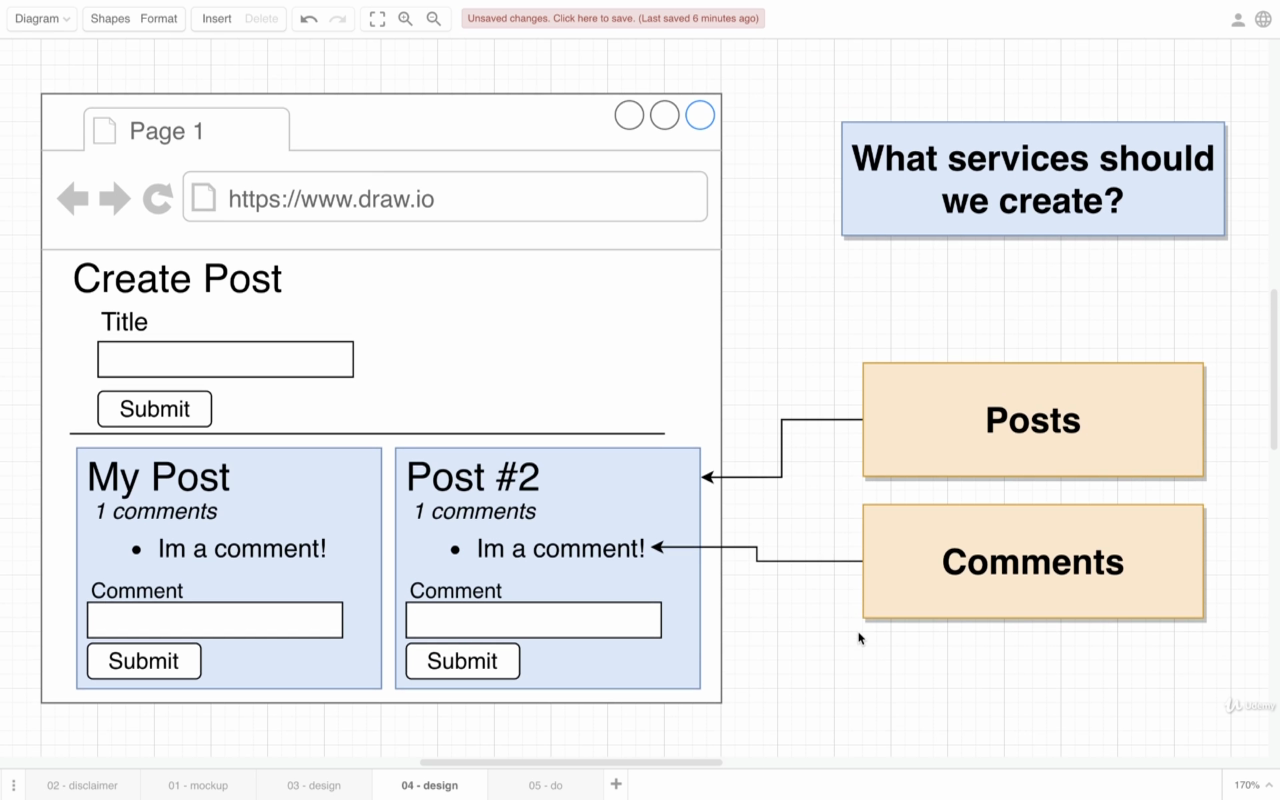 Diagram
Shapes Format
Insert Delete
Unsaved changes. Click here to save. (Last saved 6 minutes ago)
Page 1
https://www.draw.io
What services should
we create?
Create Post
Title
Submit
Posts
My Post
1 comments
Im a comment!
Comment
Submit
Post #2
1 comments
Im a comment!
Comment
Submit
Comments
Udemy
02 - disclaimer
01 - mockup
03 - design
04 - design
05 - do
170%